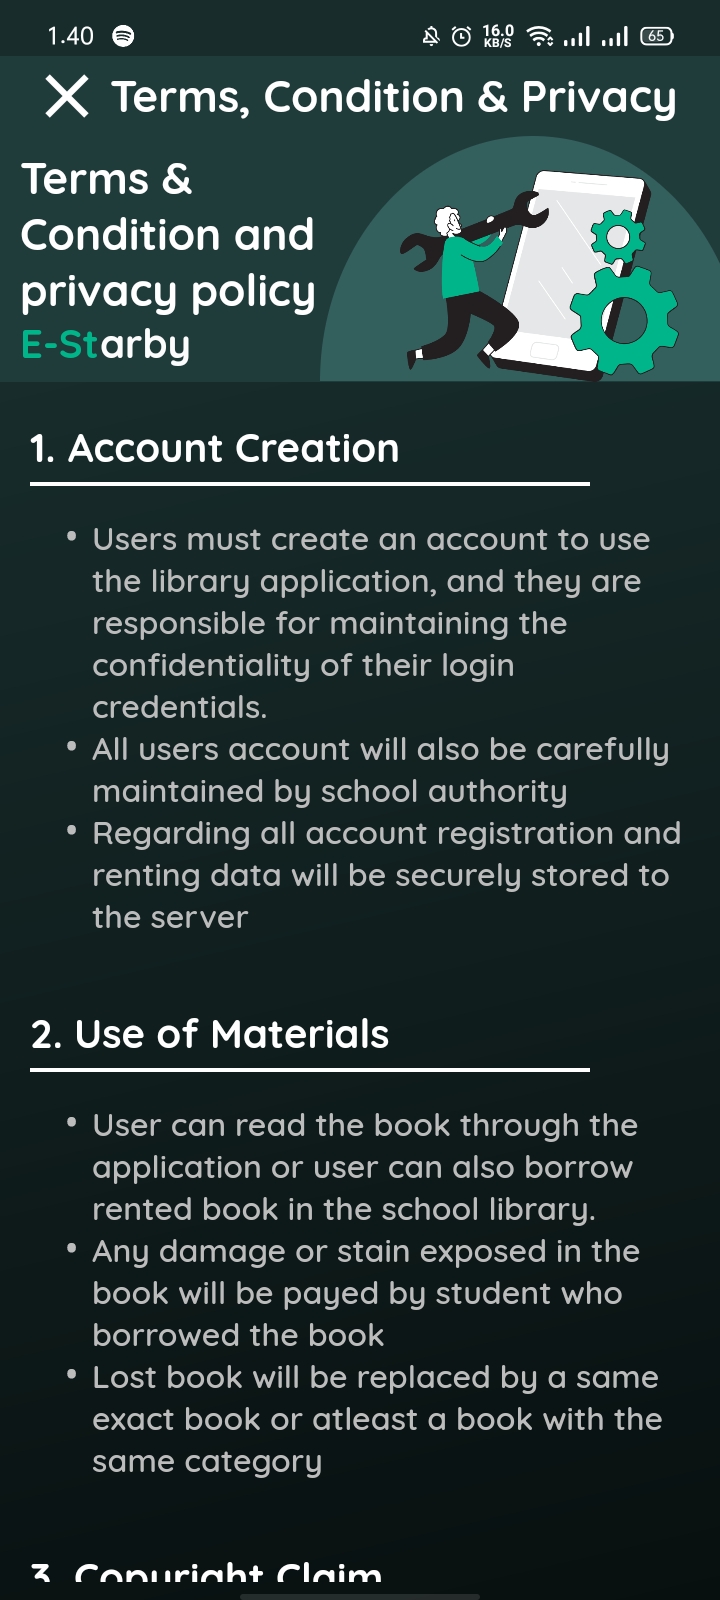 1.40
16.0
KB/S
65
Terms, Condition & Privacy
Terms &
Condition and
privacy policy
E-Starby
1. Account Creation
• Users must create an account to use
the library application, and they are
responsible for maintaining the
confidentiality of their login
credentials.
• All users account will also be carefully
maintained by school authority
• Regarding all account registration and
renting data will be securely stored to
the server
2. Use of Materials
• User can read the book through the
application or user can also borrow
rented book in the school library.
• Any damage or stain exposed in the
book will be payed by student who
borrowed the book
• Lost book will be replaced by a same
exact book or atleast a book with the
same category
3. Copyright Claim